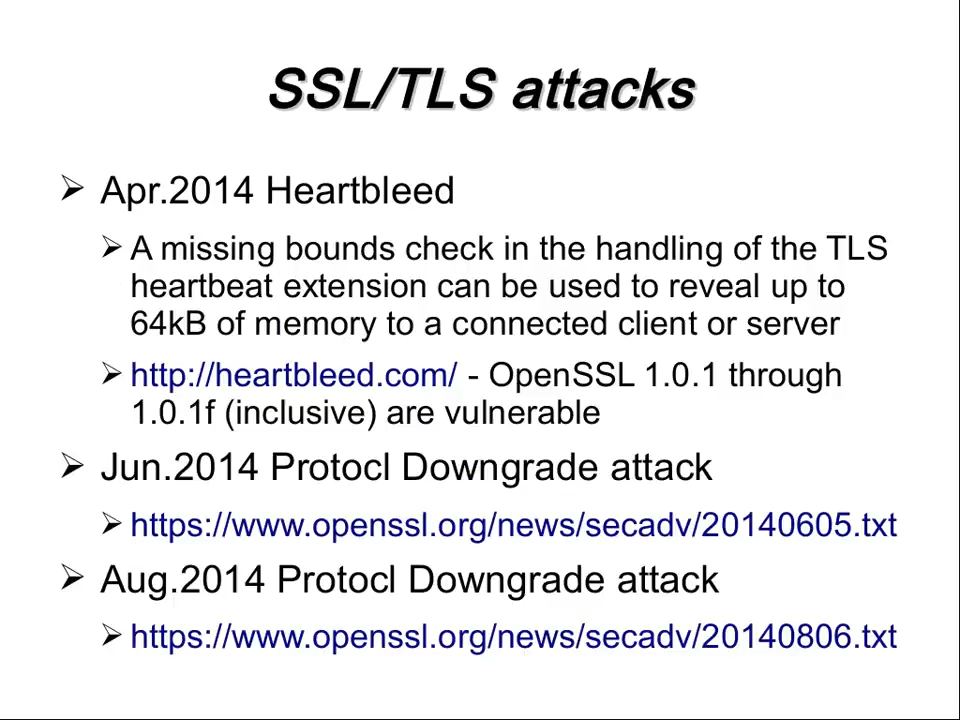 SSL/TLS attacks
Apr.2014 Heartbleed
A missing bounds check in the handling of the TLS
heartbeat extension can be used to reveal up to
64kB of memory to a connected client or server
http://heartbleed.com/ - OpenSSL 1.0.1 through
1.0.1f (inclusive) are vulnerable
Jun.2014 Protocl Downgrade attack
https://www.openssl.org/news/secadv/20140605.txt
Aug.2014 Protocl Downgrade attack
https://www.openssl.org/news/secadv/20140806.txt